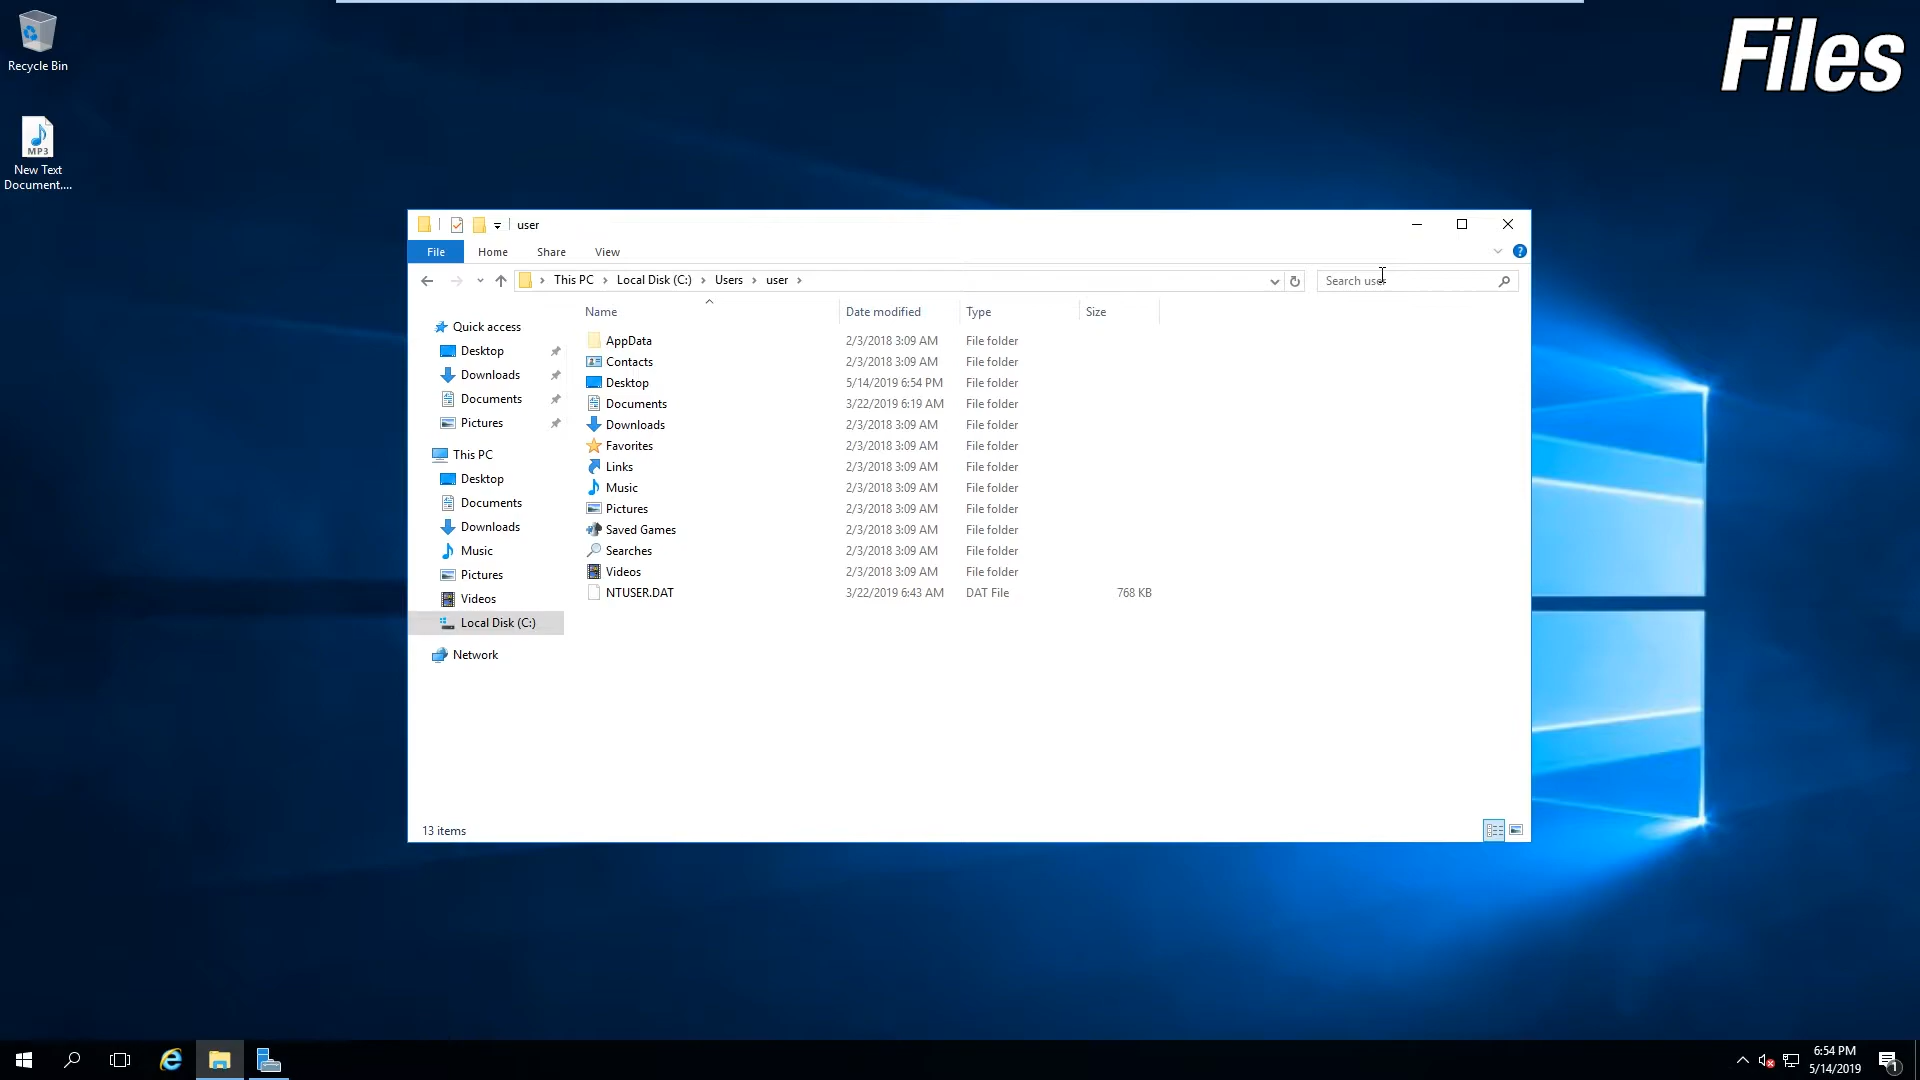 Files
Recycle Bin
MP3
New Text
Document....
user
File Home Share View
This PC Local Disk (C:) Users user
Search user
Name Date modified Type Size
Quick access
Desktop
Downloads
Documents
Pictures
This PC
Desktop
Documents
Downloads
Music
Pictures
Videos
Local Disk (C:)
Network
AppData 2/3/2018 3:09 AM File folder
Contacts 2/3/2018 3:09 AM File folder
Desktop 5/14/2019 6:54 PM File folder
Documents 3/22/2019 6:19 AM File folder
Downloads 2/3/2018 3:09 AM File folder
Favorites 2/3/2018 3:09 AM File folder
Links 2/3/2018 3:09 AM File folder
Music 2/3/2018 3:09 AM File folder
Pictures 2/3/2018 3:09 AM File folder
Saved Games 2/3/2018 3:09 AM File folder
Searches 2/3/2018 3:09 AM File folder
Videos 2/3/2018 3:09 AM File folder
NTUSER.DAT 3/22/2019 6:43 AM DAT File 768 KB
13 items
6:54 PM
5/14/2019
1